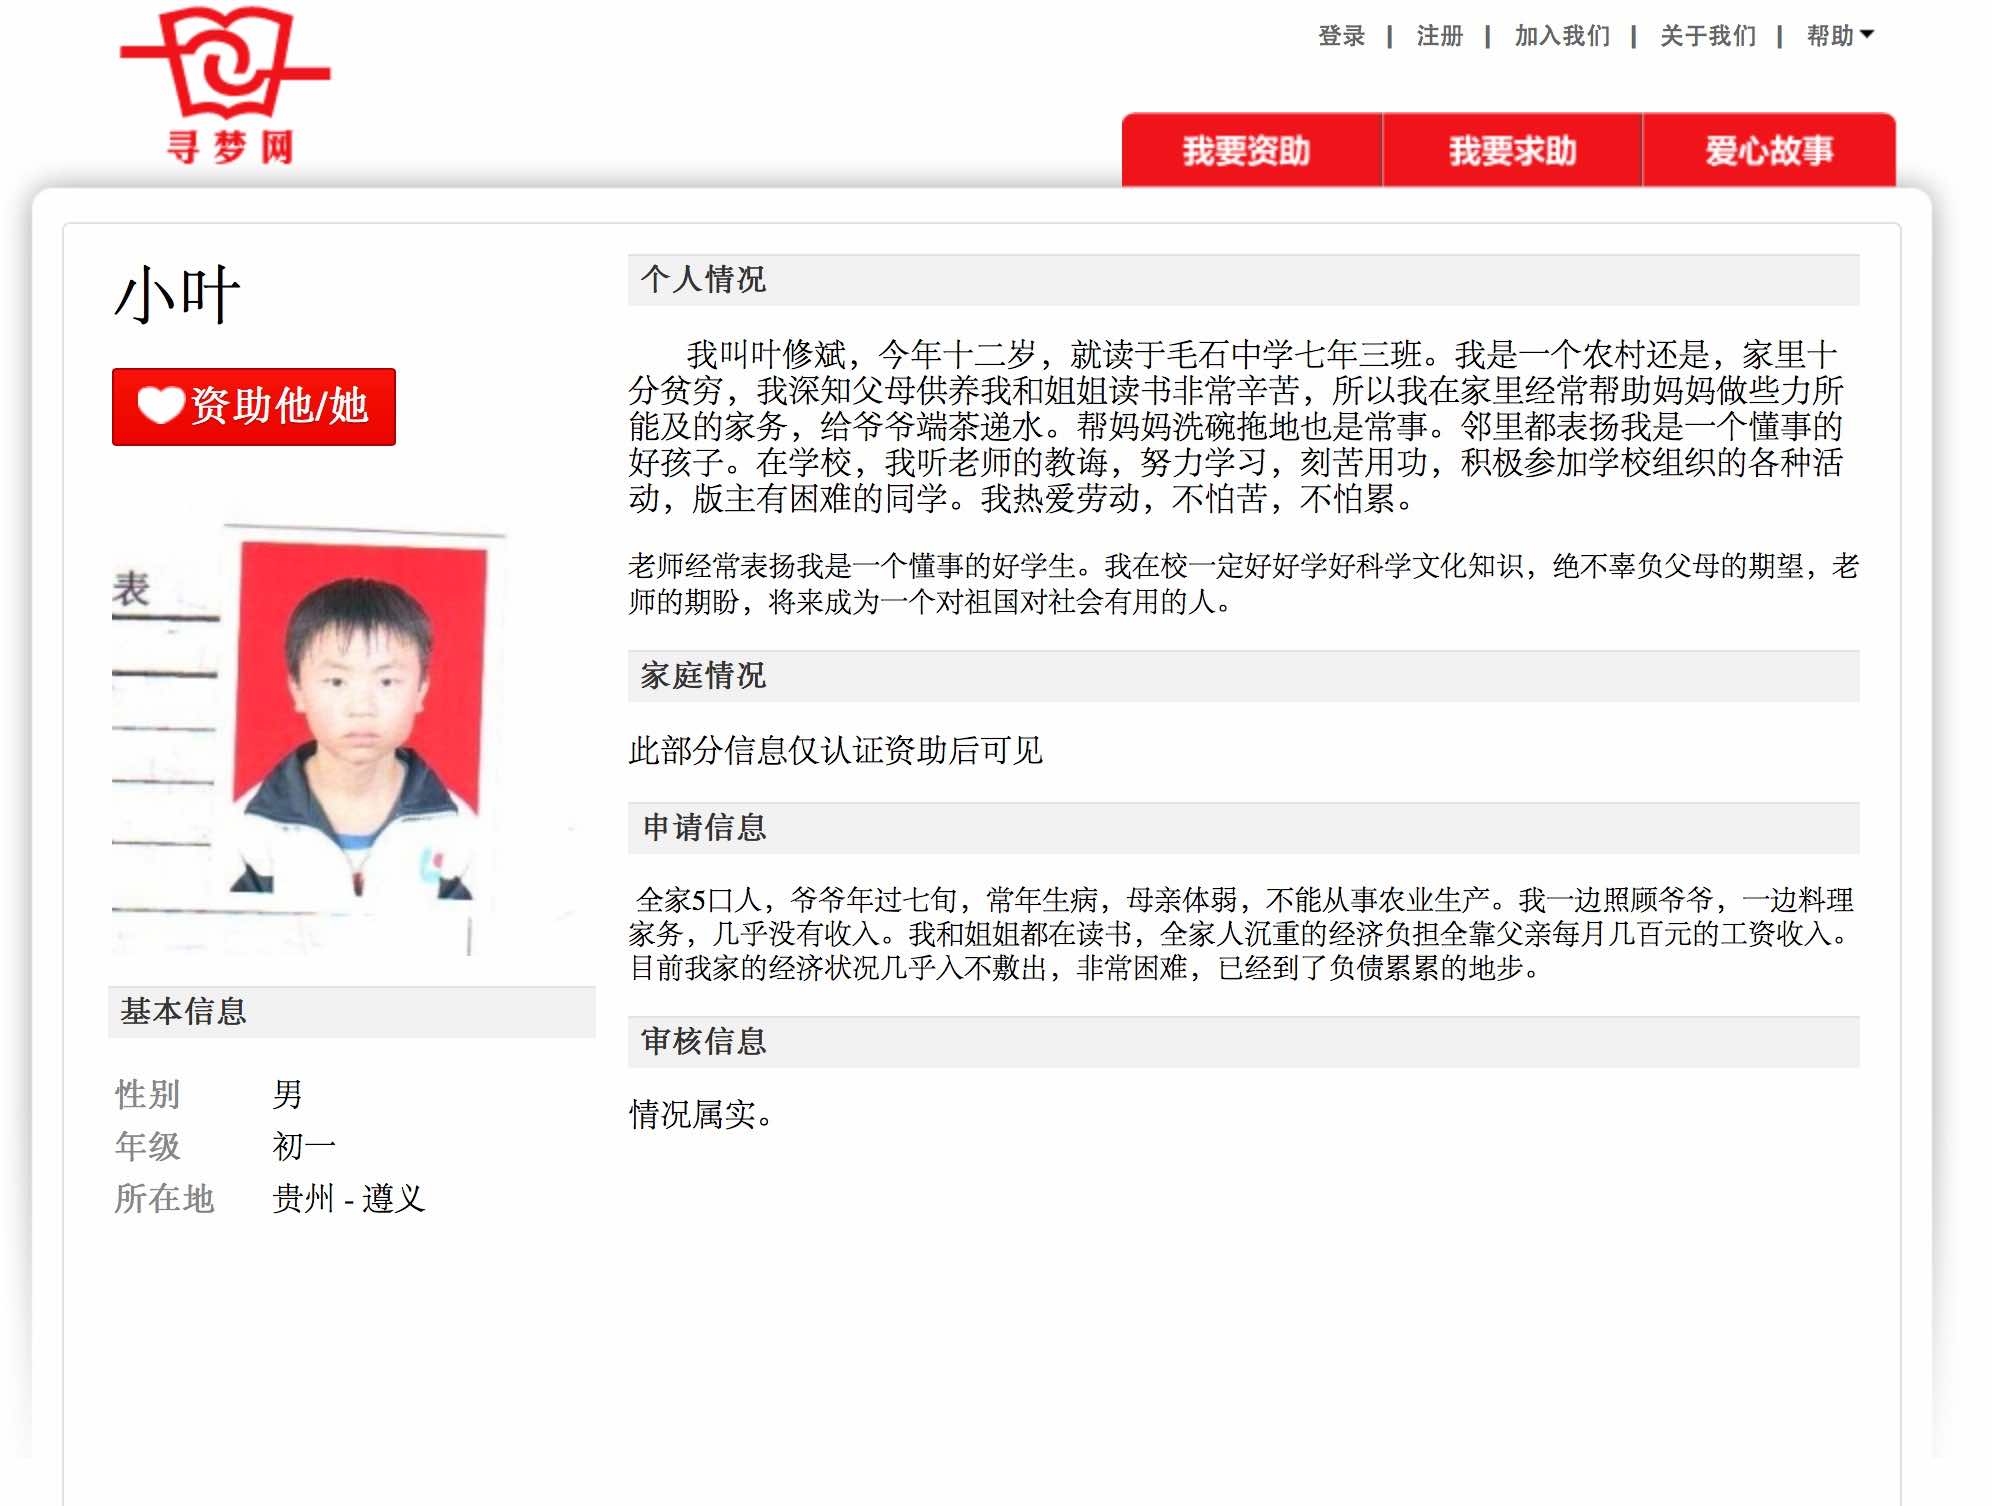 寻梦网
登录 | 注册 | 加入我们 | 关于我们 | 帮助
我要资助 我要求助 爱心故事
小叶
资助他/她
表
基本信息
性别 男
年级 初一
所在地 贵州 - 遵义
个人情况
我叫叶修斌，今年十二岁，就读于毛石中学七年三班。我是一个农村还是，家里十
分贫穷，我深知父母供养我和姐姐读书非常辛苦，所以我在家里经常帮助妈妈做些力所
能及的家务，给爷爷端茶递水。帮妈妈洗碗拖地也是常事。邻里都表扬我是一个懂事的
好孩子。在学校，我听老师的教诲，努力学习，刻苦用功，积极参加学校组织的各种活
动，版主有困难的同学。我热爱劳动，不怕苦，不怕累。
老师经常表扬我是一个懂事的好学生。我在校一定好好学好科学文化知识，绝不辜负父母的期望，老
师的期盼，将来成为一个对祖国对社会有用的人。
家庭情况
此部分信息仅认证资助后可见
申请信息
全家5口人，爷爷年过七旬，常年生病，母亲体弱，不能从事农业生产。我一边照顾爷爷，一边料理
家务，几乎没有收入。我和姐姐都在读书，全家人沉重的经济负担全靠父亲每月几百元的工资收入。
目前我家的经济状况几乎入不敷出，非常困难，已经到了负债累累的地步。
审核信息
情况属实。